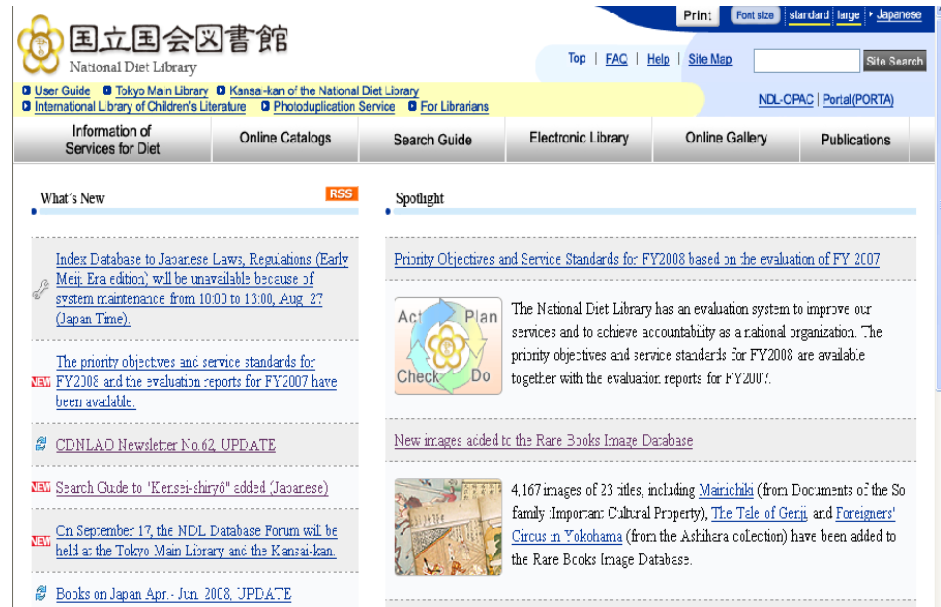 Print Font size standard large Japanese
国立国会図書館
National Diet Library
Top | FAQ | Help | Site Map Site Search
User Guide Tokyo Main Library Kansai-kan of the National Diet Library
International Library of Children's Literature Photoduplication Service For Librarians
NDL-OPAC | Portal(PORTA)
Information of
Services for Diet
Online Catalogs
Search Guide
Electronic Library
Online Gallery
Publications
What's New RSS
Index Database to Japanese Laws, Regulations (Early
Meiji Era edition) will be unavailable because of
system maintenance from 10:00 to 13:00, Aug. 27
(Japan Time).
The priority objectives and service standards for
NEW FY2008 and the evaluation reports for FY2007 have
been available.
CDNLAO Newsletter No.62, UPDATE
NEW Search Guide to "Kensei-shiryô" added (Japanese)
On September 17, the NDL Database Forum will be
NEW held at the Tokyo Main Library and the Kansai-kan.
Books on Japan Apr.- Jun. 2008, UPDATE
Spotlight
Priority Objectives and Service Standards for FY2008 based on the evaluation of FY 2007
Act Plan
Check Do
The National Diet Library has an evaluation system to improve our
services and to achieve accountability as a national organization. The
priority objectives and service standards for FY2008 are available
together with the evaluation reports for FY2007.
New images added to the Rare Books Image Database
4,167 images of 23 titles, including Mainichiki (from Documents of the So
family (Important Cultural Property), The Tale of Genji, and Foreigners'
Circus in Yokohama (from the Ashihara collection) have been added to
the Rare Books Image Database.